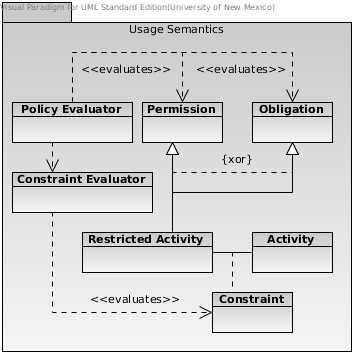 Visual Paradigm for UML Standard Edition(University of New Mexico)
Usage Semantics
<<evaluates>> <<evaluates>>
Policy Evaluator Permission Obligation
{xor}
Constraint Evaluator
Restricted Activity Activity
<<evaluates>> Constraint